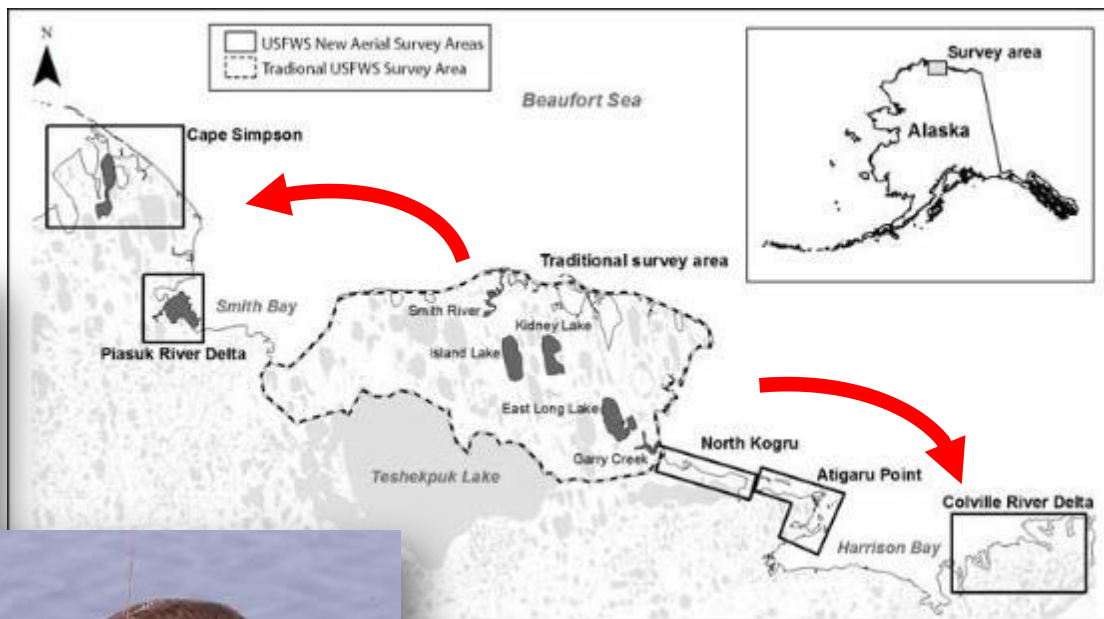 N
USFWS New Aerial Survey Areas
Tradional USFWS Survey Area
Beaufort Sea
Survey area
Alaska
Cape Simpson
Traditional survey area
Smith Bay
Smith River
Kidney Lake
Island Lake
Piasuk River Delta
East Long Lake
North Kogru
Garry Creek
Teshekpuk Lake
Atigaru Point
Colville River Delta
Harrison Bay